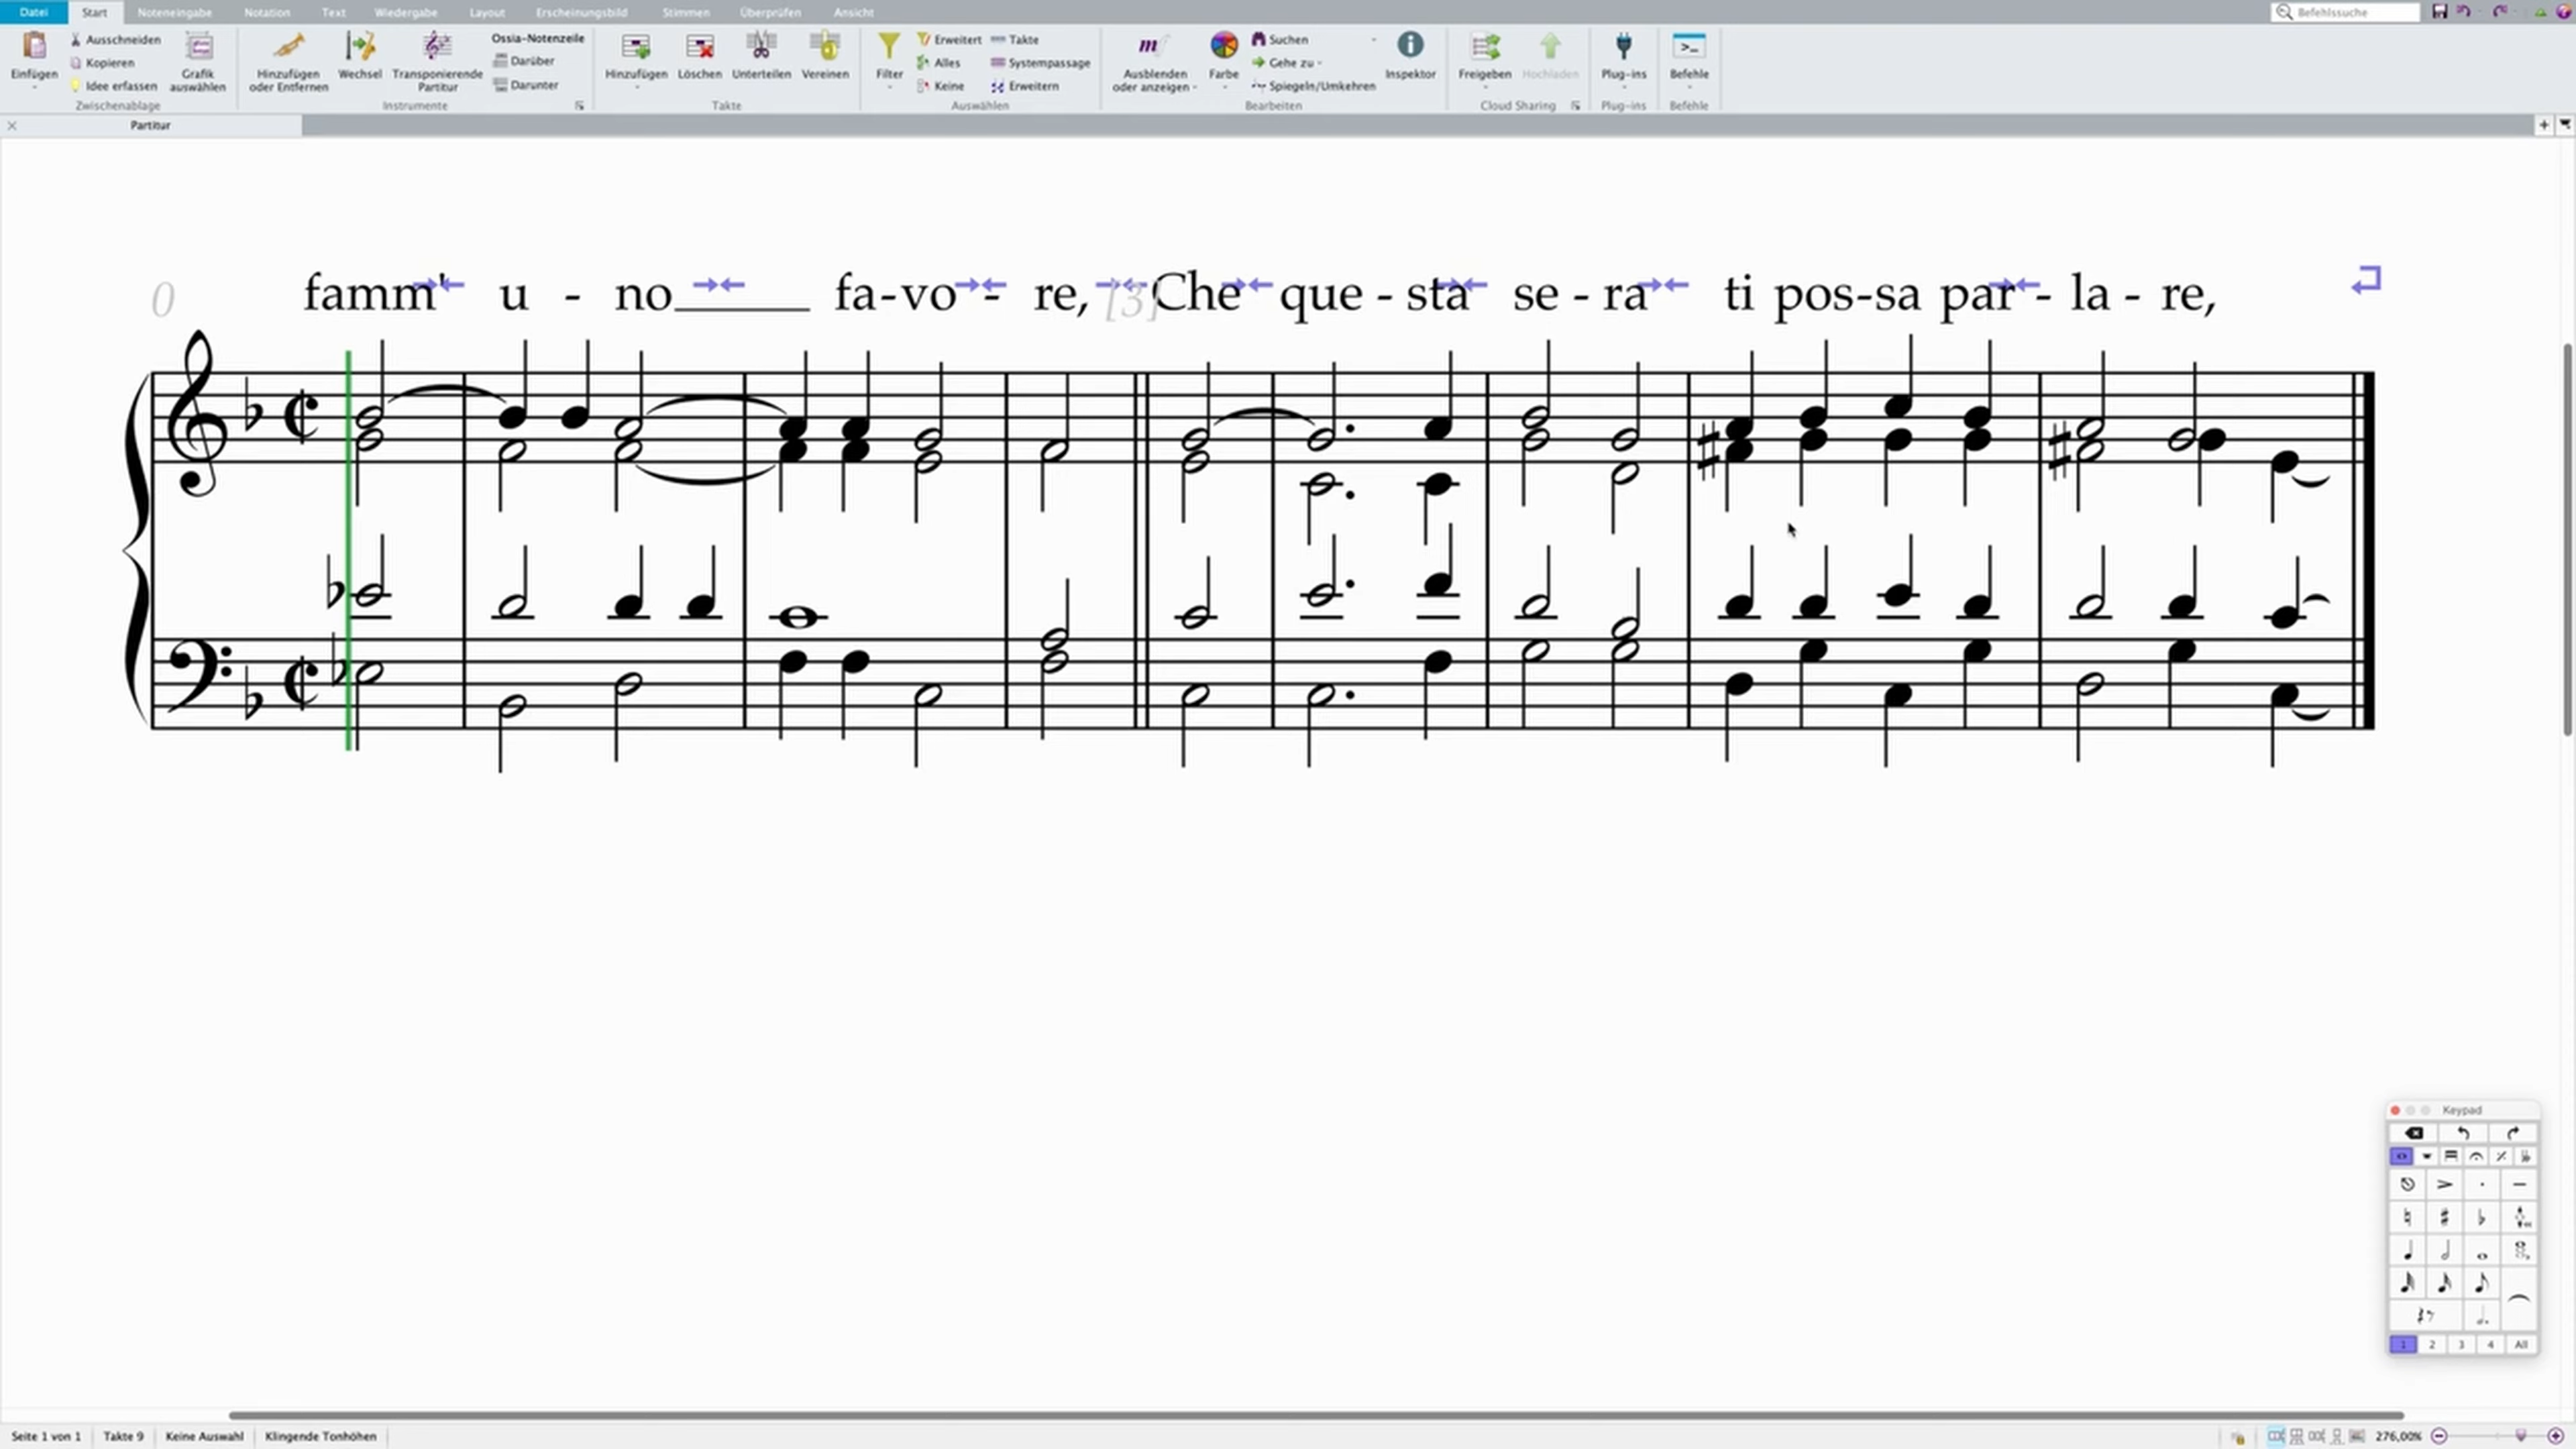 Datei Start Noteneingabe Notation Text Wiedergabe Layout Erscheinungsbild Stimmen Überprüfen Ansicht Befehlssuche
Einfügen
Ausschneiden
Kopieren
Idee erfassen
Grafik
auswählen
Zwischenablage
Hinzufügen
oder Entfernen
Wechsel
Transponierende
Partitur
Ossia-Notenzeile
Darüber
Darunter
Instrumente
Hinzufügen
Löschen
Unterteilen
Vereinen
Takte
Filter
Erweitert
Alles
Keine
Takte
Systempassage
Erweitern
Auswählen
Ausblenden
oder anzeigen
Farbe
Suchen
Gehe zu
Spiegeln/Umkehren
Inspektor
Bearbeiten
Freigeben
Hochladen
Cloud Sharing
Plug-ins
Plug-ins
Befehle
Befehle
Partitur
0 famm' u - no_____ fa-vo - re, [3] Che que - sta se - ra ti pos-sa par - la - re,
Keypad
1 2 3 4 All
Seite 1 von 1 Takte 9 Keine Auswahl Klingende Tonhöhen 276,00%